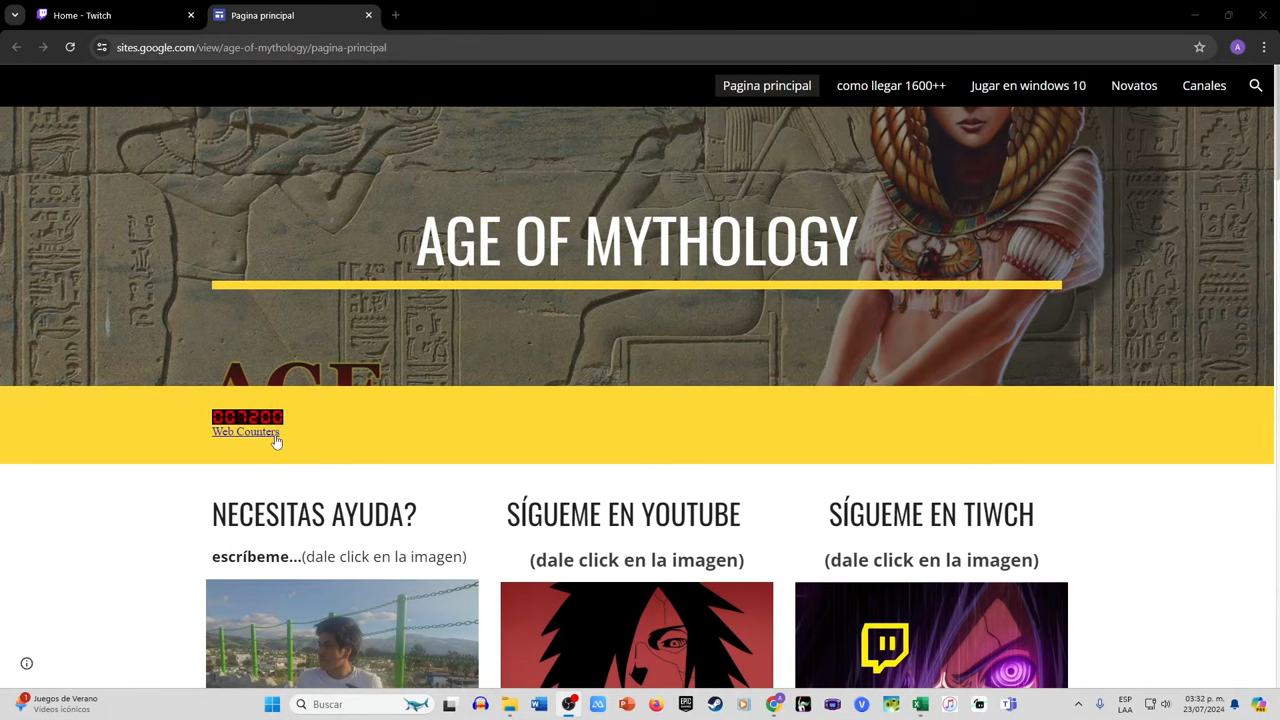 Home - Twitch
Pagina principal
sites.google.com/view/age-of-mythology/pagina-principal
A
Pagina principal
como llegar 1600++
Jugar en windows 10
Novatos
Canales
AGE OF MYTHOLOGY
AGE
007200
Web Counters
NECESITAS AYUDA?
SÍGUEME EN YOUTUBE
SÍGUEME EN TIWCH
escríbeme...(dale click en la imagen)
(dale click en la imagen)
(dale click en la imagen)
1
Juegos de Verano
Videos icónicos
Buscar
ESP
LAA
03:32 p. m.
23/07/2024